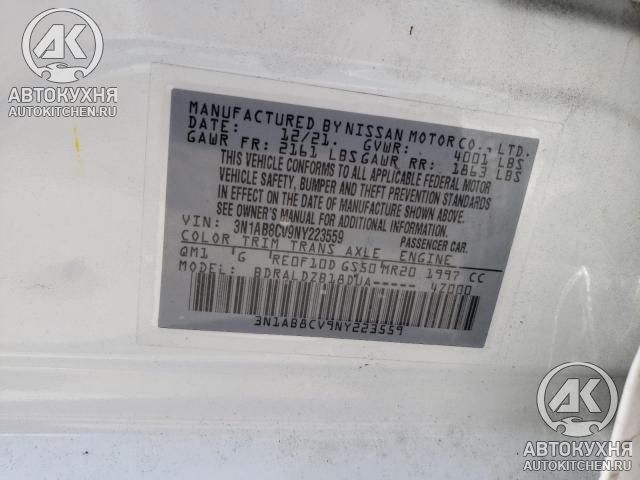 AK
АВТОКУХНЯ
AUTOKITCHEN.RU
MANUFACTURED BY NISSAN MOTOR CO., LTD.
DATE: 12/21. GVWR: 4001 LBS
GAWR FR: 2161 LBS GAWR RR: 1863 LBS
THIS VEHICLE CONFORMS TO ALL APPLICABLE FEDERAL MOTOR
VEHICLE SAFETY, BUMPER AND THEFT PREVENTION STANDARDS
IN EFFECT ON THE DATE OF MANUFACTURE SHOWN ABOVE.
SEE OWNER'S MANUAL FOR ADDITIONAL INFORMATION.
VIN: 3N1AB8CV9NY223559 PASSENGER CAR.
COLOR TRIM TRANS AXLE ENGINE
QM1 G RE0F10D GS50 MR20 1997 CC
MODEL: BDRALDZB18DUA----- 4Z000
3N1AB8CV9NY223559
AK
АВТОКУХНЯ
AUTOKITCHEN.RU